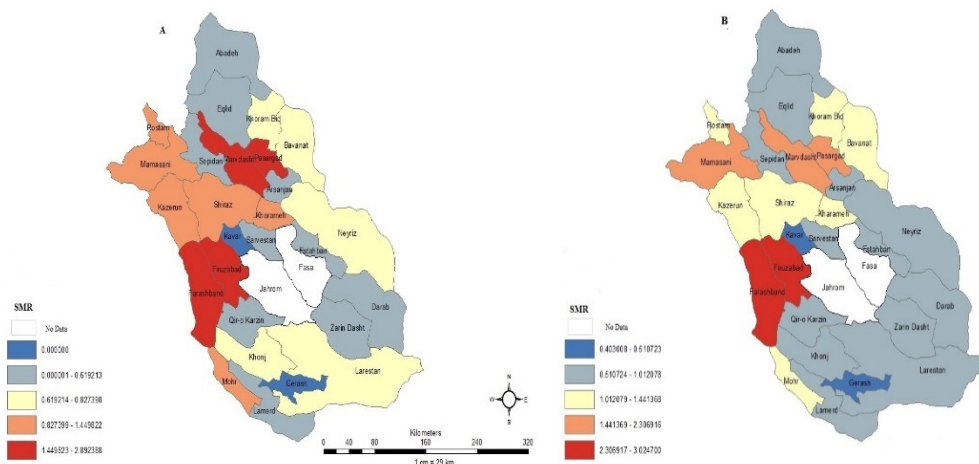 A
Abadeh
Eqlid
Khoram Bid
Bavanat
Rostam
Mamasani
Sepidan
Marvdasht
Pasargad
Arsanjan
Kazerun
Shiraz
Kharameh
Neyriz
Kavar
Sarvestan
Estahban
Fasa
Firuzabad
Farashband
Jahrom
Darab
Qir-o Karzin
Zarin Dasht
Khonj
Larestan
Mohr
Gerash
Lamerd
SMR
No Data
0.000000
0.000001 - 0.619213
0.619214 - 0.827398
0.827399 - 1.449822
1.449823 - 2.892388
N
W E
S
Kilometers
0 40 80 160 240 320
1 cm = 29 km
B
Abadeh
Eqlid
Khoram Bid
Bavanat
Rostam
Mamasani
Sepidan
Marvdasht
Pasargad
Arsanjan
Kazerun
Shiraz
Kharameh
Neyriz
Kavar
Sarvestan
Estahban
Fasa
Firuzabad
Farashband
Jahrom
Darab
Qir-o Karzin
Zarin Dasht
Khonj
Larestan
Mohr
Gerash
Lamerd
SMR
No Data
0.403008 - 0.510723
0.510724 - 1.012078
1.012079 - 1.441368
1.441369 - 2.306916
2.306917 - 3.024700